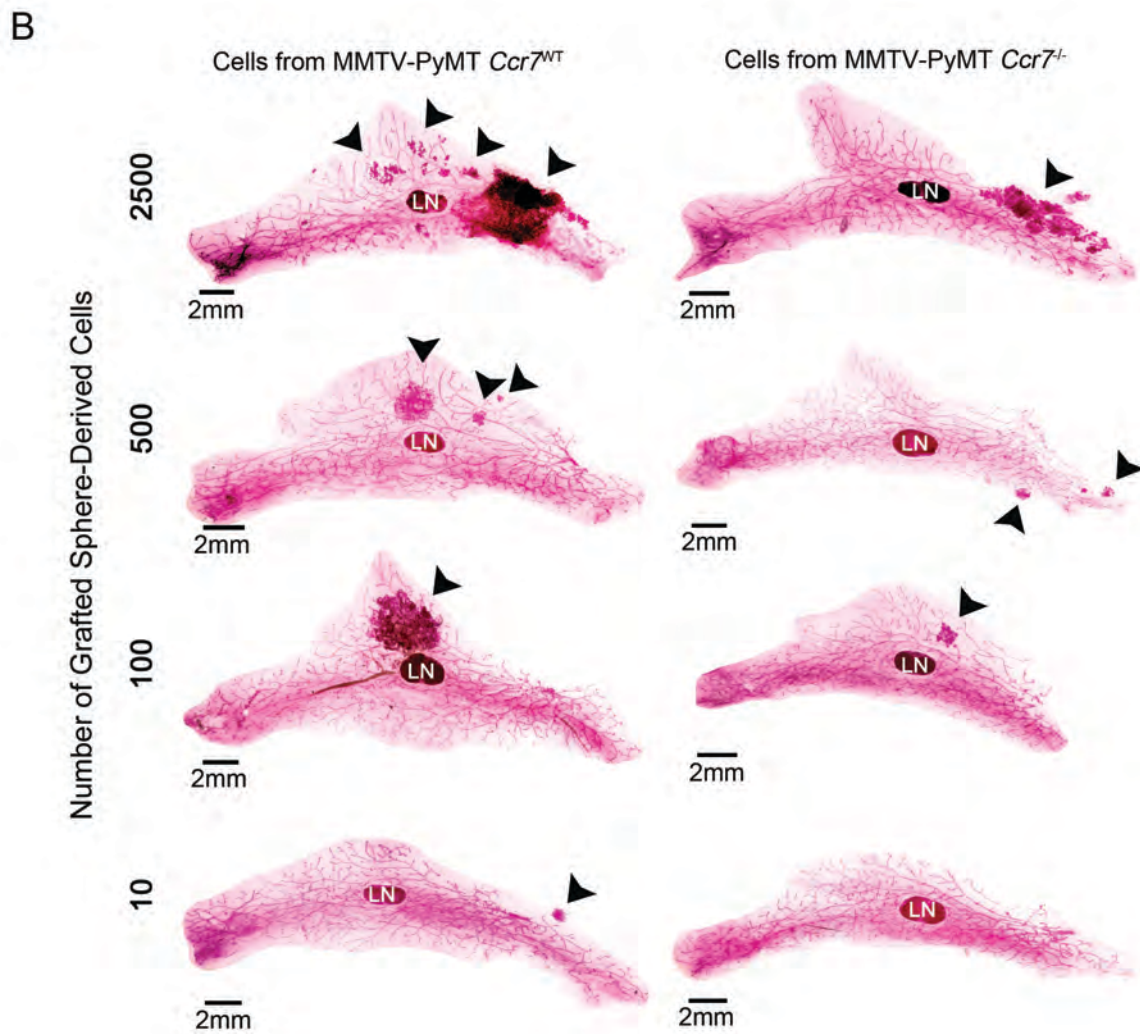 B
Cells from MMTV-PyMT Ccr7WT
Cells from MMTV-PyMT Ccr7-/-
Number of Grafted Sphere-Derived Cells
2500
LN
2mm
LN
2mm
500
LN
2mm
LN
2mm
100
LN
2mm
LN
2mm
10
LN
2mm
LN
2mm